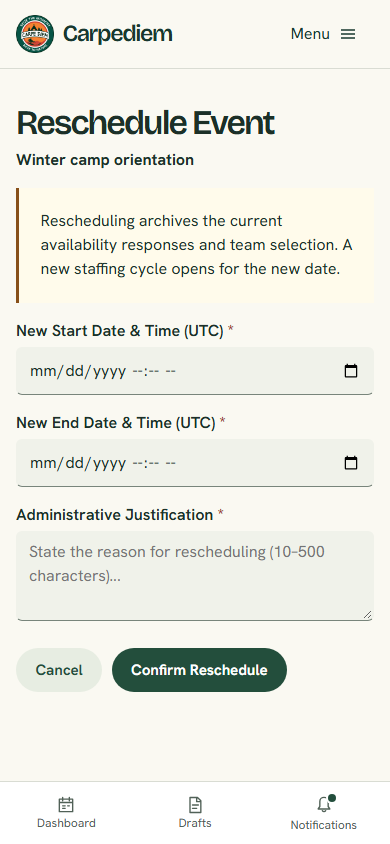 CARPE DIEM
Carpediem
Menu
Reschedule Event
Winter camp orientation
Rescheduling archives the current
availability responses and team selection. A
new staffing cycle opens for the new date.
New Start Date & Time (UTC) *
mm/dd/yyyy --:-- --
New End Date & Time (UTC) *
mm/dd/yyyy --:-- --
Administrative Justification *
State the reason for rescheduling (10–500
characters)...
Cancel
Confirm Reschedule
Dashboard
Drafts
Notifications